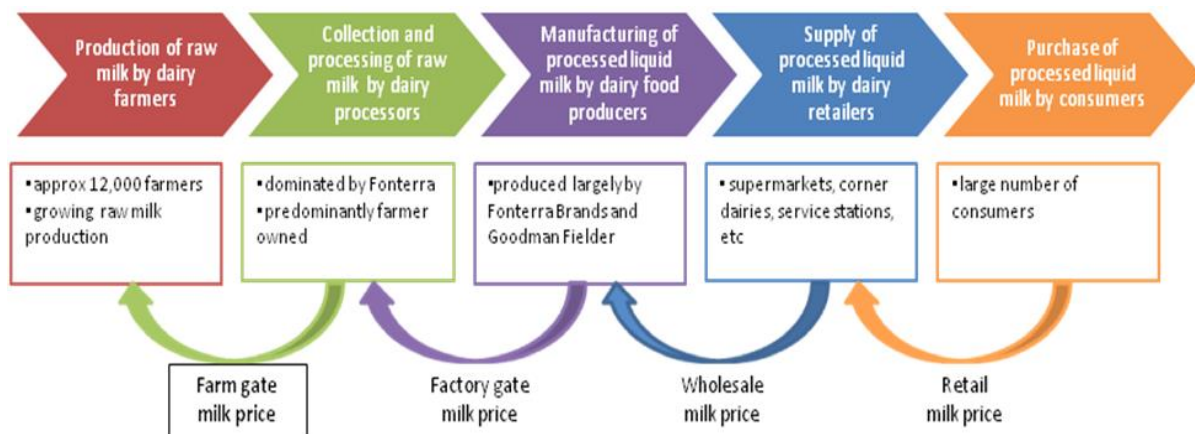 Production of raw
milk by dairy
farmers
Collection and
processing of raw
milk by dairy
processors
Manufacturing of
processed liquid
milk by dairy food
producers
Supply of
processed liquid
milk by dairy
retailers
Purchase of
processed liquid
milk by consumers
▪approx 12,000 farmers
▪growing raw milk
production
▪dominated by Fonterra
▪predominantly farmer
owned
▪produced largely by
Fonterra Brands and
Goodman Fielder
▪supermarkets, corner
dairies, service stations,
etc
▪large number of
consumers
Farm gate
milk price
Factory gate
milk price
Wholesale
milk price
Retail
milk price